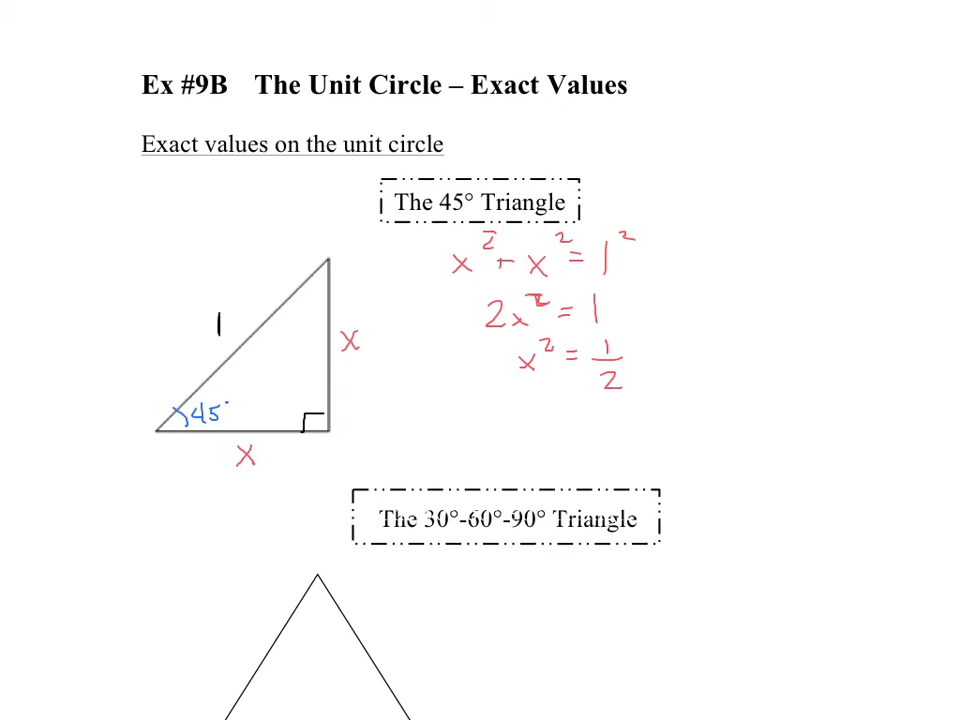 Ex #9B The Unit Circle – Exact Values
Exact values on the unit circle
The 45° Triangle
x² + x² = 1²
2x² = 1
x² = 1/2
1
x
45°
x
The 30°-60°-90° Triangle